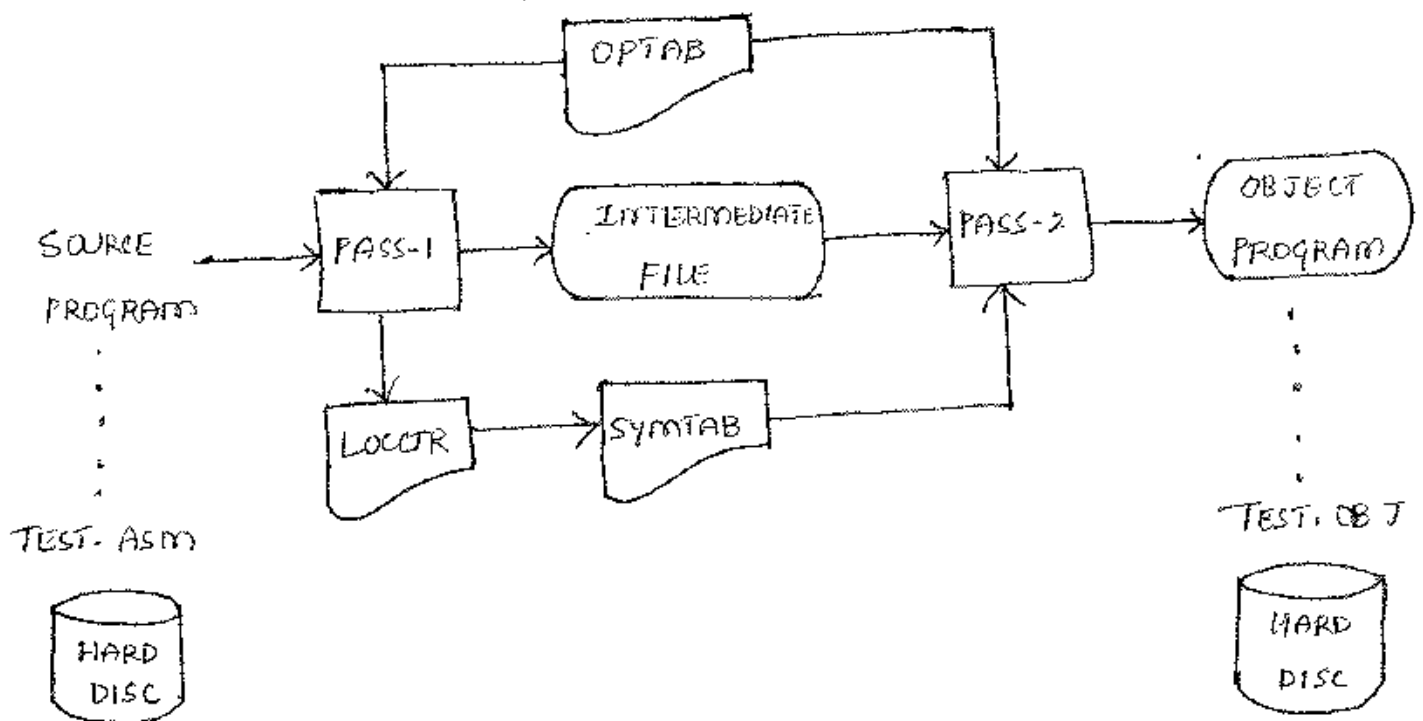 OPTAB
SOURCE
PROGRAM
PASS-1
INTERMEDIATE
FILE
PASS-2
OBJECT
PROGRAM
LOCCTR
SYMTAB
TEST. ASM
TEST. OBJ
HARD
DISC
HARD
DISC